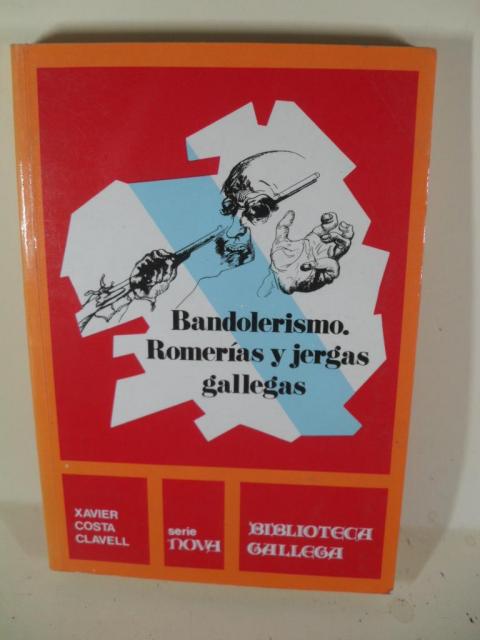 Bandolerismo.
Romerías y jergas
gallegas
XAVIER
COSTA
CLAVELL
serie
NOVA
BIBLIOTECA
GALLEGA